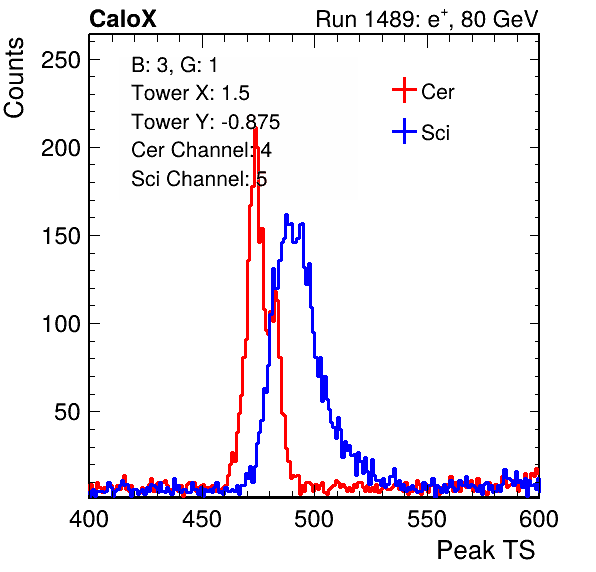 CaloX
Run 1489: e⁺, 80 GeV
Counts
B: 3, G: 1
Tower X: 1.5
Tower Y: -0.875
Cer Channel: 4
Sci Channel: 5
Cer
Sci
250
200
150
100
50
400 450 500 550 600
Peak TS